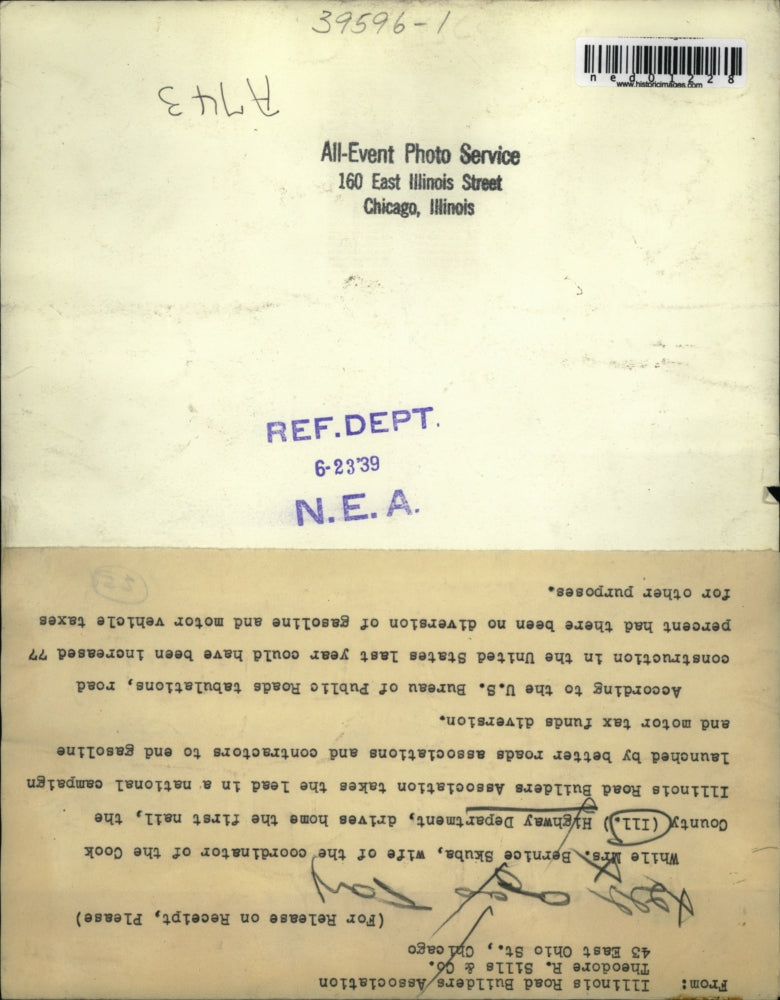 39596-1
ned01228
www.historicimages.com
A743
All-Event Photo Service
160 East Illinois Street
Chicago, Illinois
REF.DEPT.
6-23'39
N.E.A.
From: Illinois Road Builders Association
Theodore R. Sills & Co.
43 East Ohio St., Chicago
(For Release on Receipt, Please)
While Mrs. Bernice Skuba, wife of the coordinator of the Cook
County (Ill.) Highway Department, drives home the first nail, the
Illinois Road Builders Association takes the lead in a national campaign
launched by better roads associations and contractors to end gasoline
and motor tax funds diversion.
According to the U.S. Bureau of Public Roads tabulations, road
construction in the United States last year could have been increased 77
percent had there been no diversion of gasoline and motor vehicle taxes
for other purposes.